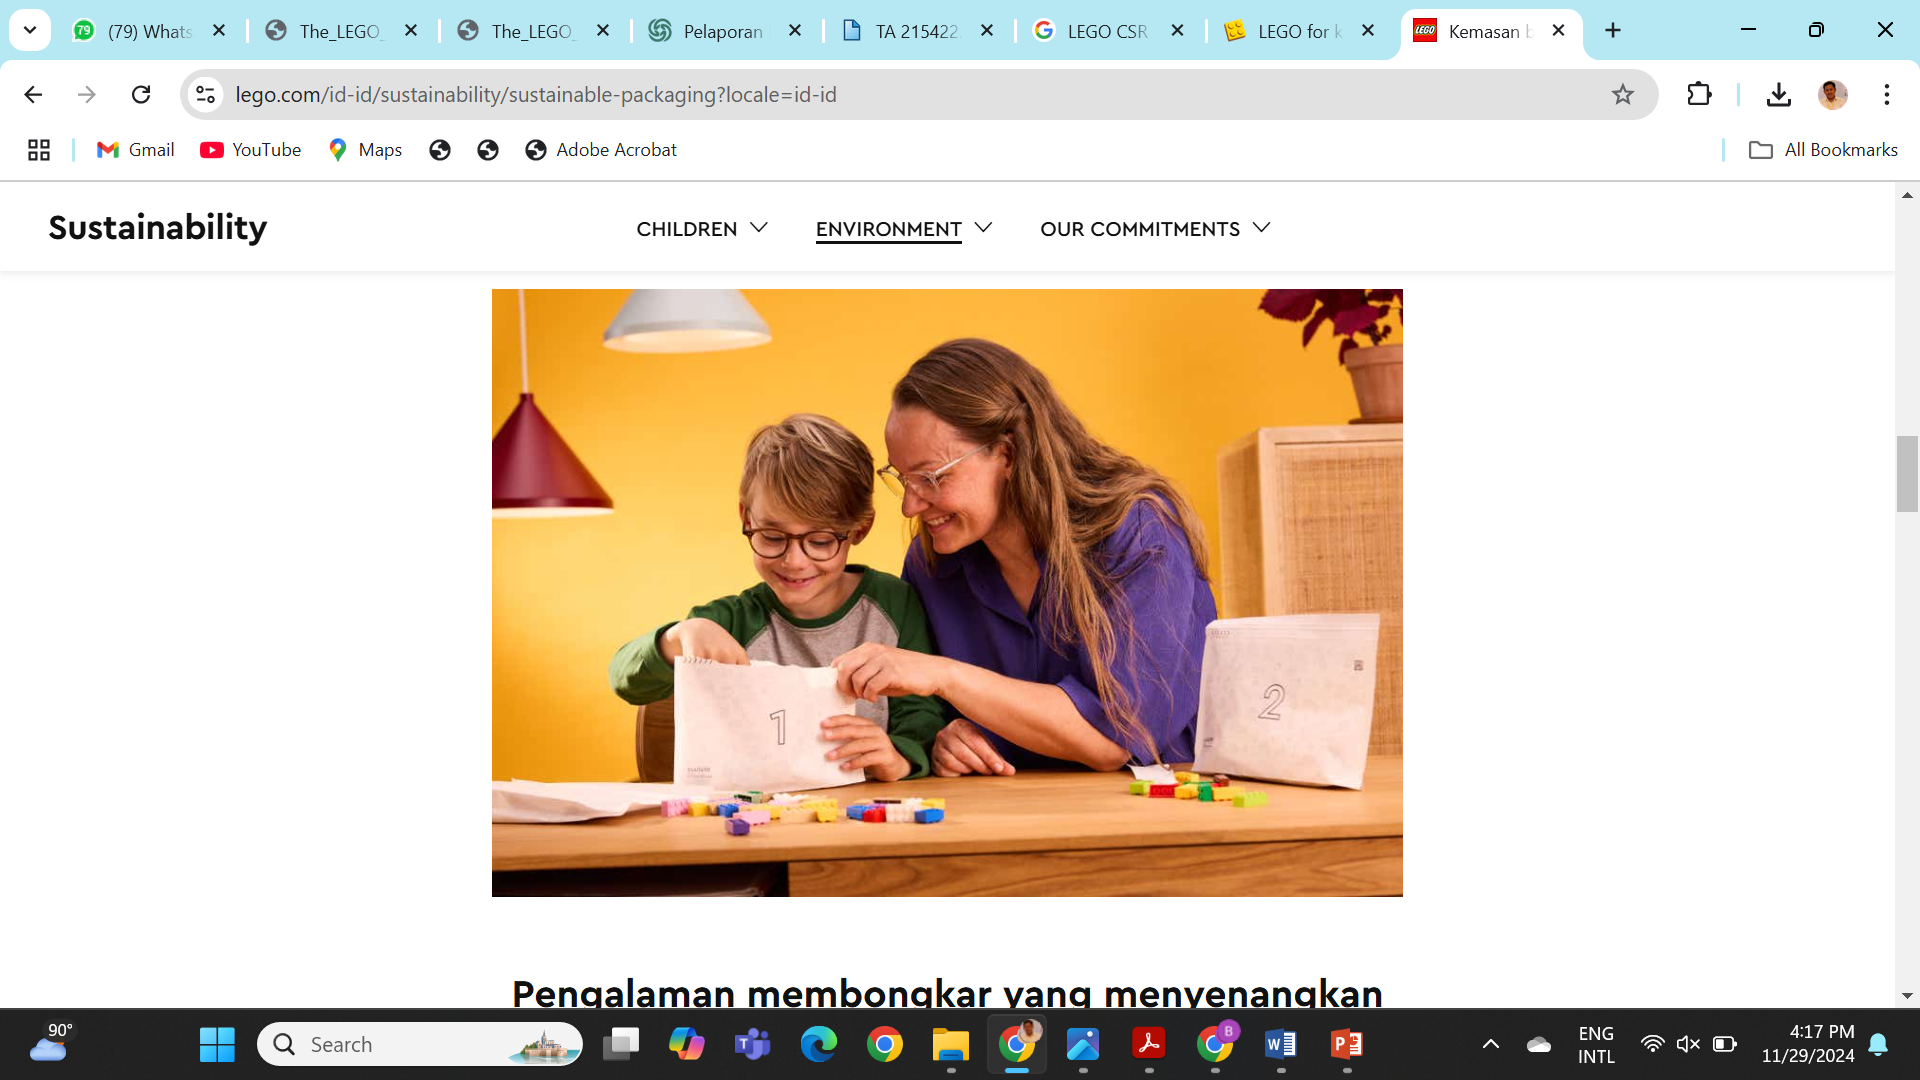 79
(79) Whats
The_LEGO_
The_LEGO_
Pelaporan
TA 215422
LEGO CSR
LEGO for k
LEGO
Kemasan b
lego.com/id-id/sustainability/sustainable-packaging?locale=id-id
Gmail
YouTube
Maps
Adobe Acrobat
All Bookmarks
Sustainability
CHILDREN
ENVIRONMENT
OUR COMMITMENTS
1
2
Pengalaman membongkar yang menyenangkan
90°
Search
B
ENG
INTL
4:17 PM
11/29/2024